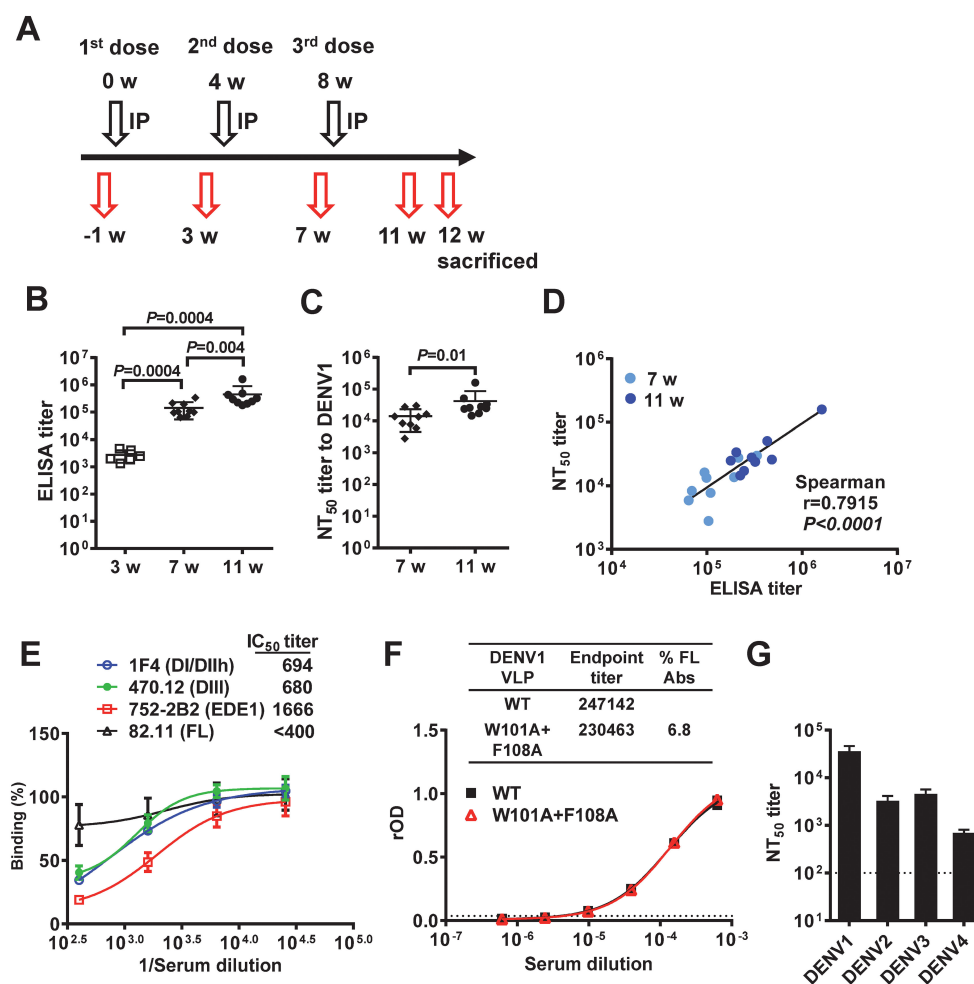 A
1st dose 2nd dose 3rd dose
0 w 4 w 8 w
IP IP IP
-1 w 3 w 7 w 11 w 12 w
sacrificed
B
P=0.0004
P=0.004
P=0.0004
ELISA titer
10^7
10^6
10^5
10^4
10^3
10^2
10^1
10^0
3 w 7 w 11 w
C
P=0.01
NT50 titer to DENV1
10^7
10^6
10^5
10^4
10^3
10^2
10^1
10^0
7 w 11 w
D
7 w
11 w
NT50 titer
10^6
10^5
10^4
10^3
Spearman
r=0.7915
P<0.0001
10^4 10^5 10^6 10^7
ELISA titer
E
IC50 titer
1F4 (DI/DIIh) 694
470.12 (DIII) 680
752-2B2 (EDE1) 1666
82.11 (FL) <400
Binding (%)
150
100
50
0
10^2.5 10^3.0 10^3.5 10^4.0 10^4.5 10^5.0
1/Serum dilution
F
DENV1 Endpoint % FL
VLP titer Abs
WT 247142
W101A+ 230463 6.8
F108A
WT
W101A+F108A
rOD
1.5
1.0
0.5
0.0
10^-7 10^-6 10^-5 10^-4 10^-3
Serum dilution
G
NT50 titer
10^5
10^4
10^3
10^2
10^1
DENV1 DENV2 DENV3 DENV4